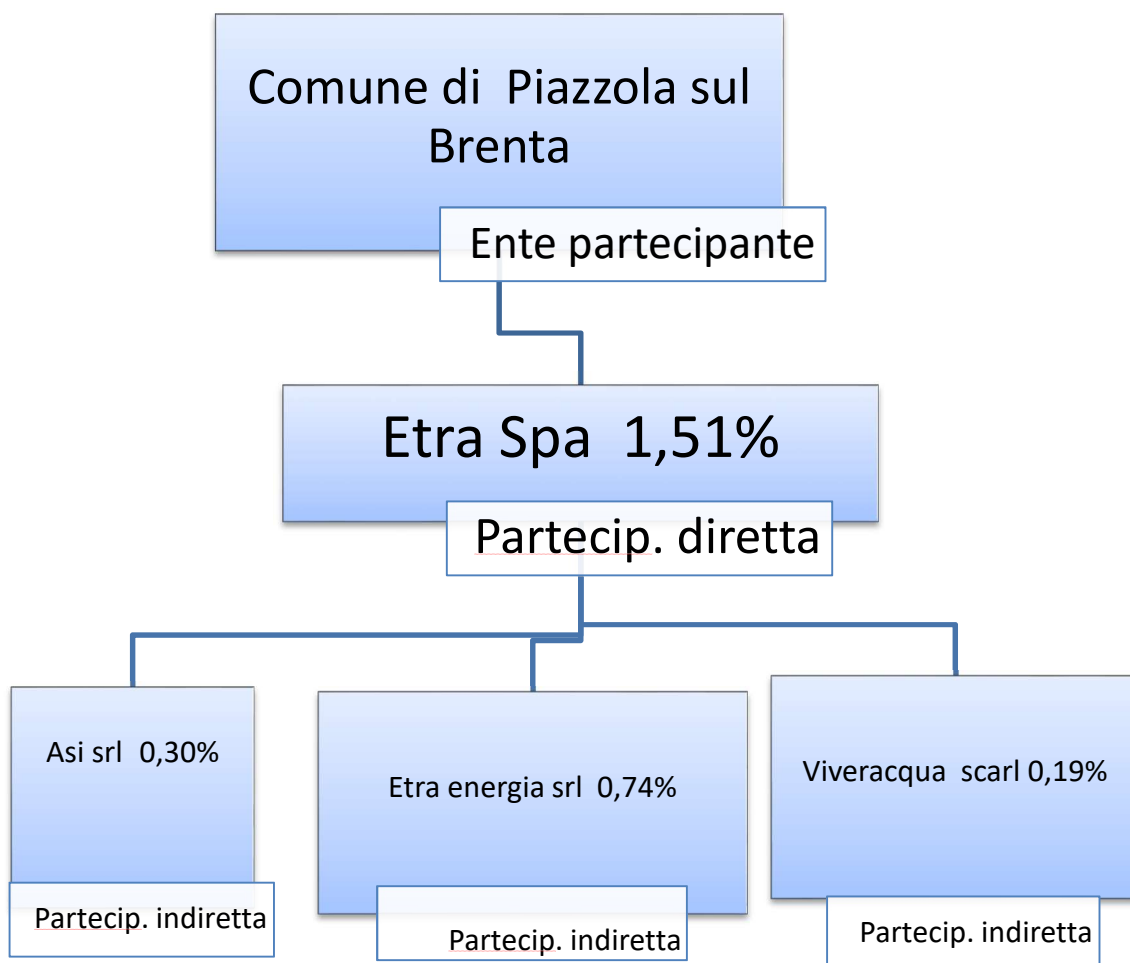 Comune di Piazzola sul
Brenta
Ente partecipante
Etra Spa 1,51%
Partecip. diretta
Asi srl 0,30%
Partecip. indiretta
Etra energia srl 0,74%
Partecip. indiretta
Viveracqua scarl 0,19%
Partecip. indiretta